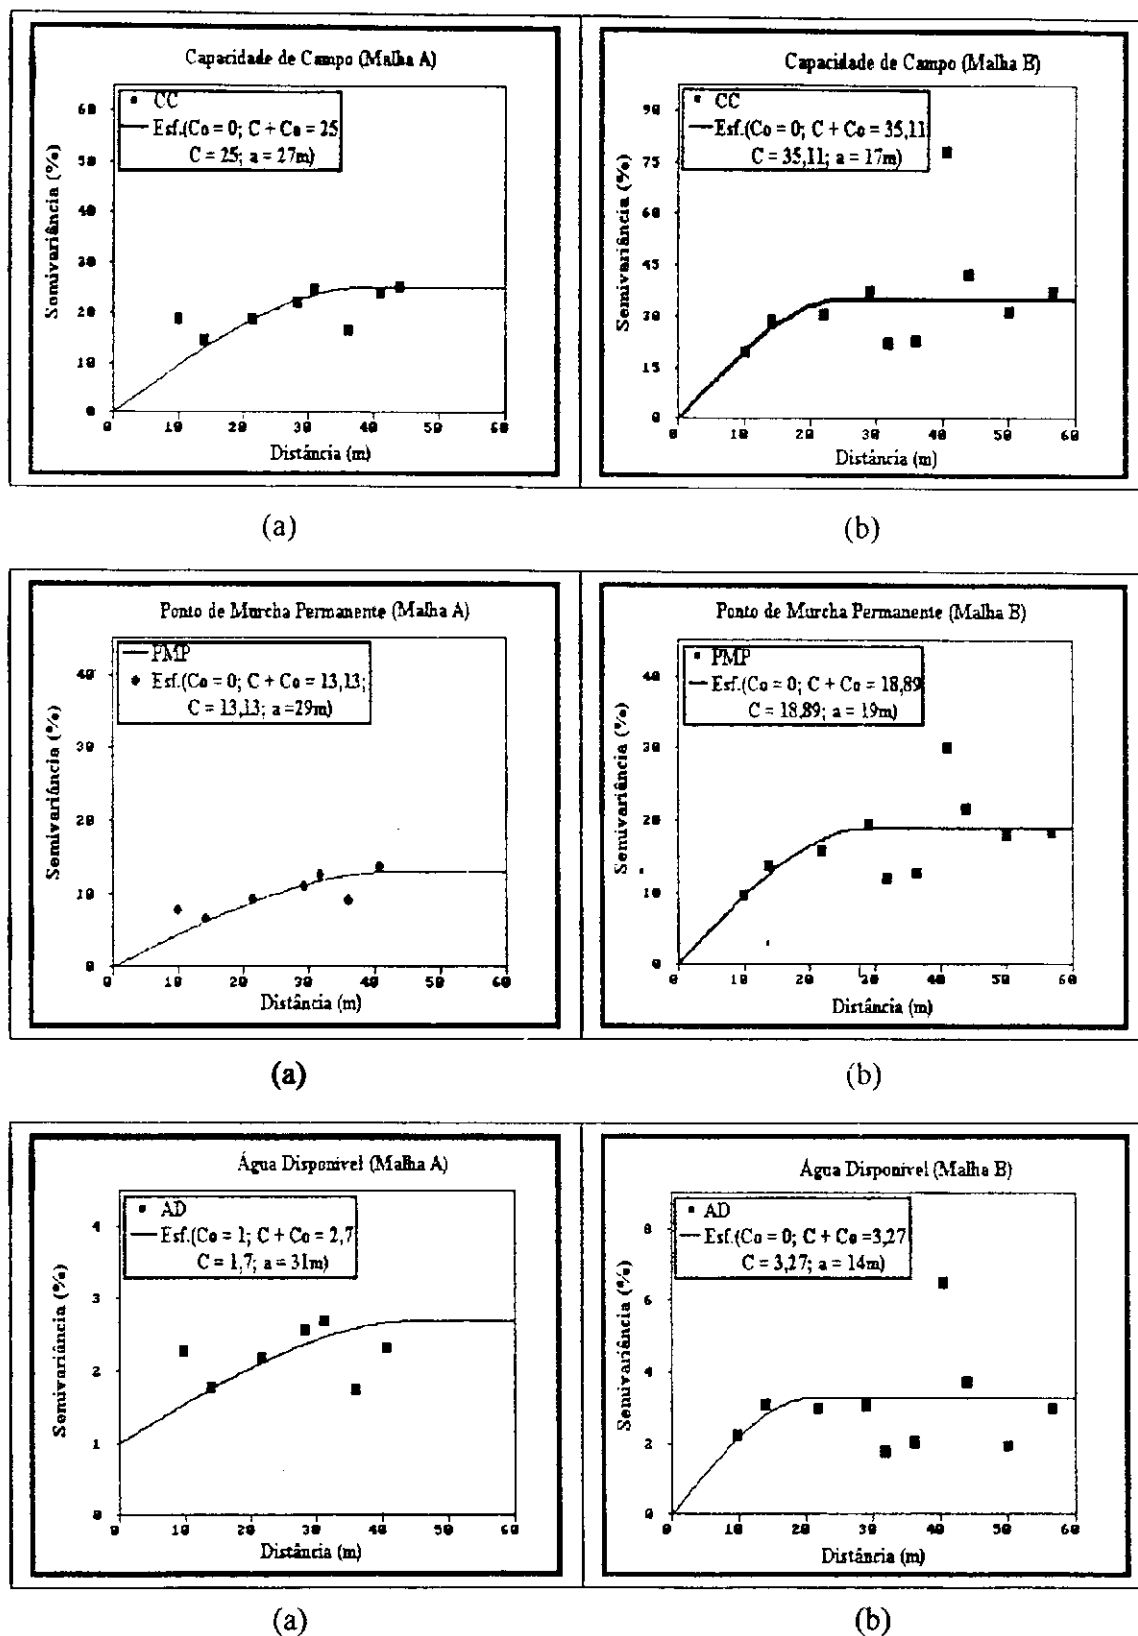 Capacidade de Campo (Malha A)
CC
Esf.(Co = 0; C + Co = 25
C = 25; a = 27m)
Semivariância (%)
60
50
40
30
20
10
0
0 10 20 30 40 50 60
Distância (m)
(a)
Capacidade de Campo (Malha B)
CC
Esf.(Co = 0; C + Co = 35,11
C = 35,11; a = 17m)
Semivariância (%)
90
75
60
45
30
15
0
0 10 20 30 40 50 60
Distância (m)
(b)
Ponto de Murcha Permanente (Malha A)
PMP
Esf.(Co = 0; C + Co = 13,13;
C = 13,13; a =29m)
Semivariância (%)
40
30
20
10
0
0 10 20 30 40 50 60
Distância (m)
(a)
Ponto de Murcha Permanente (Malha B)
PMP
Esf.(Co = 0; C + Co = 18,89
C = 18,89; a = 19m)
Semivariância (%)
40
30
20
10
0
0 10 20 30 40 50 60
Distância (m)
(b)
Água Disponivel (Malha A)
AD
Esf.(Co = 1; C + Co = 2,7
C = 1,7; a = 31m)
Semivariância (%)
4
3
2
1
0
0 10 20 30 40 50 60
Distância (m)
(a)
Água Disponivel (Malha B)
AD
Esf.(Co = 0; C + Co =3,27
C = 3,27; a = 14m)
Semivariância (%)
8
6
4
2
0
0 10 20 30 40 50 60
Distância (m)
(b)